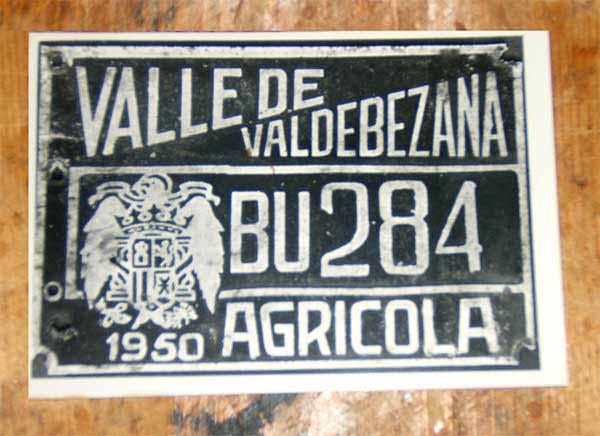 VALLE DE
VALDEBEZANA
BU284
1950 AGRICOLA